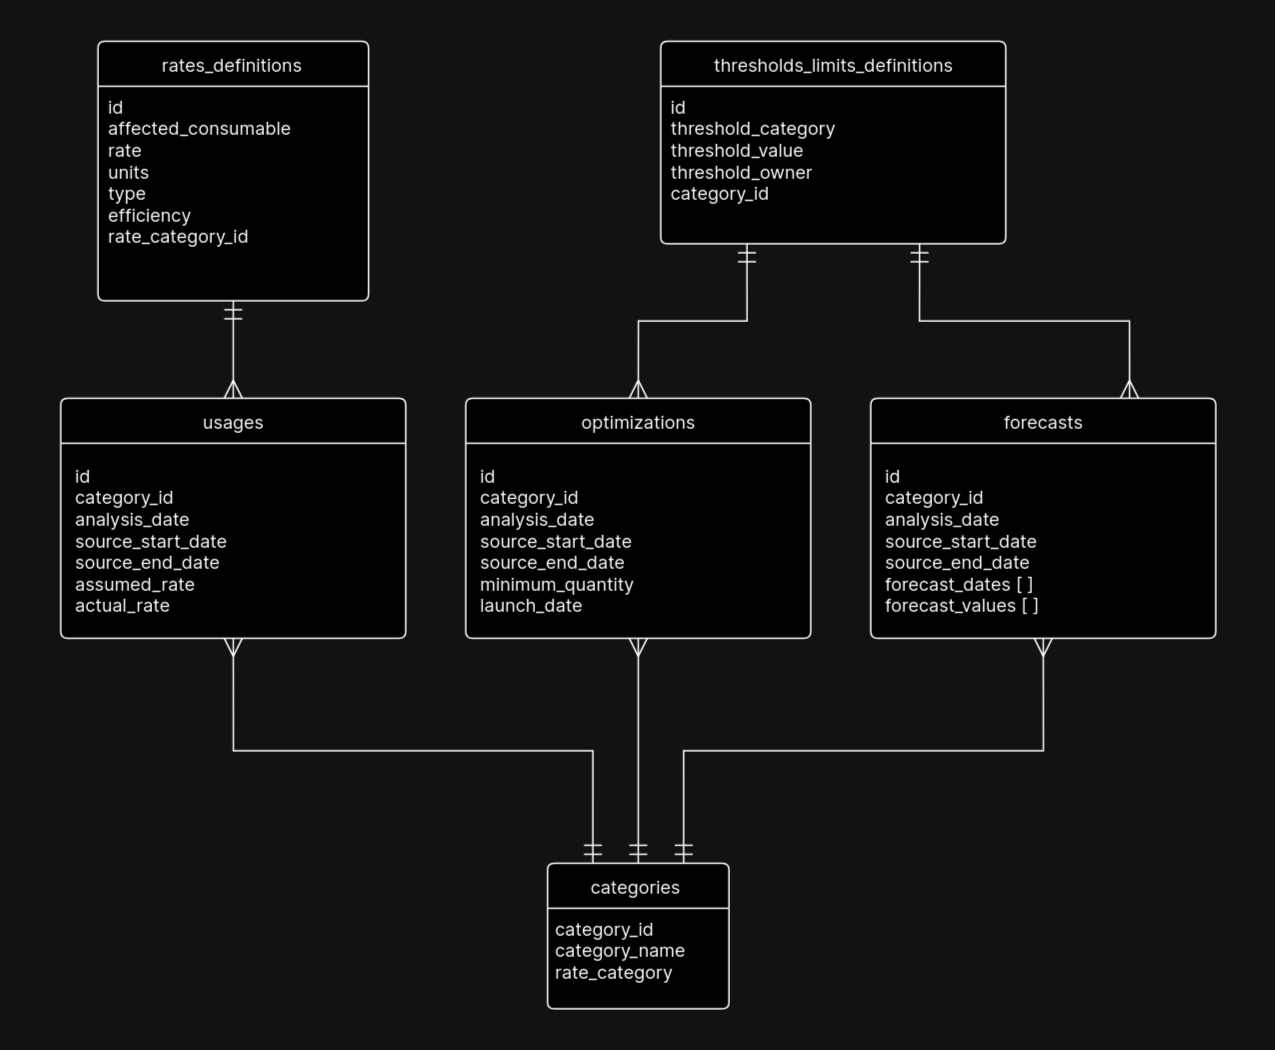 rates_definitions
id
affected_consumable
rate
units
type
efficiency
rate_category_id
thresholds_limits_definitions
id
threshold_category
threshold_value
threshold_owner
category_id
usages
id
category_id
analysis_date
source_start_date
source_end_date
assumed_rate
actual_rate
optimizations
id
category_id
analysis_date
source_start_date
source_end_date
minimum_quantity
launch_date
forecasts
id
category_id
analysis_date
source_start_date
source_end_date
forecast_dates [ ]
forecast_values [ ]
categories
category_id
category_name
rate_category